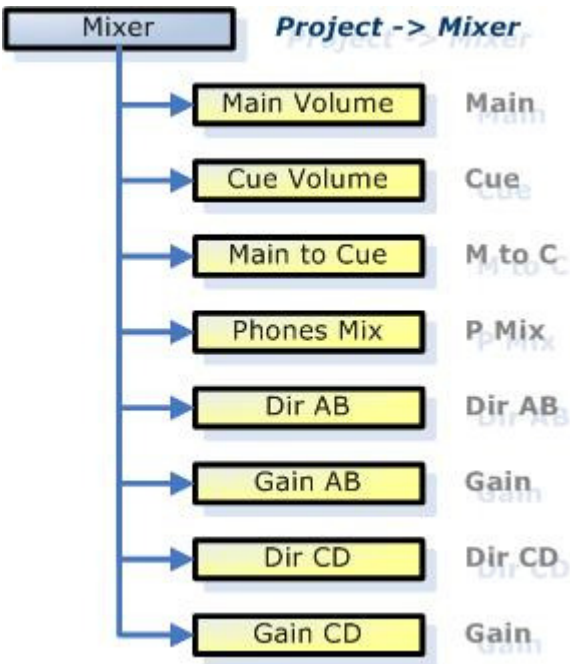 Mixer Project -> Mixer
Main Volume Main
Cue Volume Cue
Main to Cue M to C
Phones Mix P Mix
Dir AB Dir AB
Gain AB Gain
Dir CD Dir CD
Gain CD Gain